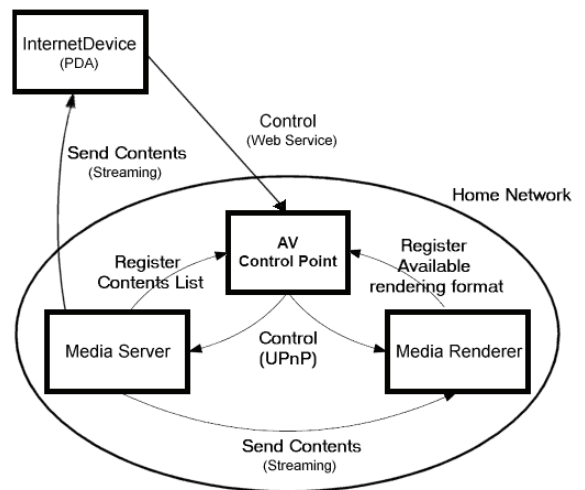 InternetDevice
(PDA)
Control
(Web Service)
Send Contents
(Streaming)
Home Network
AV
Control Point
Register
Contents List
Register
Available
rendering format
Media Server
Control
(UPnP)
Media Renderer
Send Contents
(Streaming)